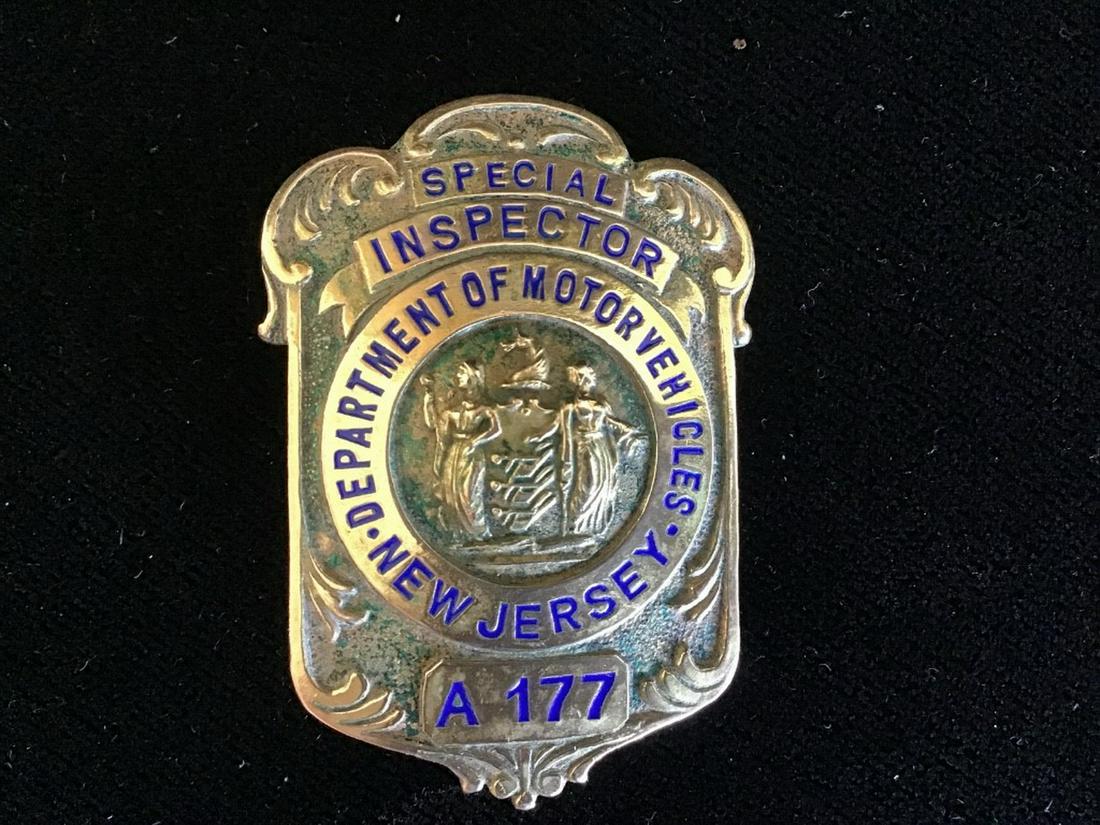 SPECIAL
INSPECTOR
DEPARTMENT OF MOTOR VEHICLES
• NEW JERSEY •
A 177